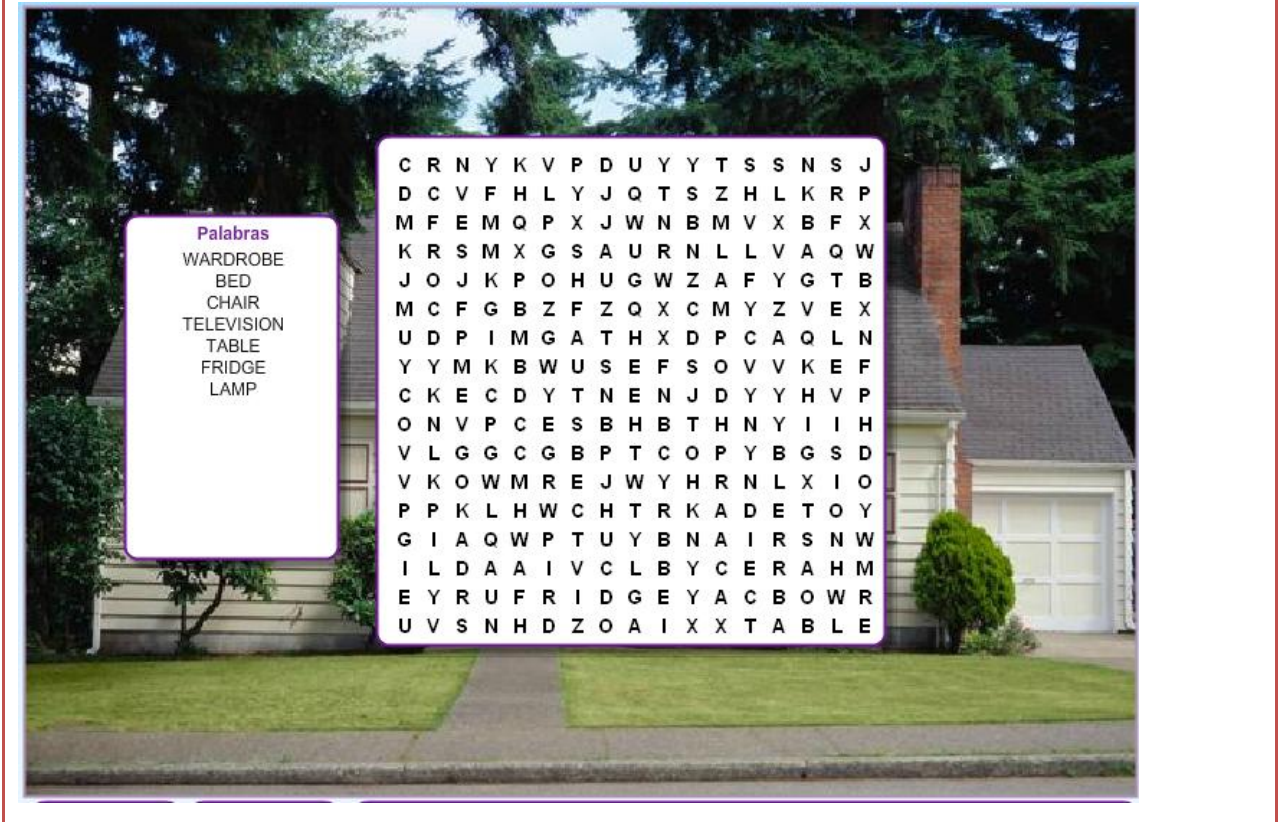 Palabras
WARDROBE
BED
CHAIR
TELEVISION
TABLE
FRIDGE
LAMP
C R N Y K V P D U Y Y T S S N S J
D C V F H L Y J Q T S Z H L K R P
M F E M Q P X J W N B M V X B F X
K R S M X G S A U R N L L V A Q W
J O J K P O H U G W Z A F Y G T B
M C F G B Z F Z Q X C M Y Z V E X
U D P I M G A T H X D P C A Q L N
Y Y M K B W U S E F S O V V K E F
C K E C D Y T N E N J D Y Y H V P
O N V P C E S B H B T H N Y I I H
V L G G C G B P T C O P Y B G S D
V K O W M R E J W Y H R N L X I O
P P K L H W C H T R K A D E T O Y
G I A Q W P T U Y B N A I R S N W
I L D A A I V C L B Y C E R A H M
E Y R U F R I D G E Y A C B O W R
U V S N H D Z O A I X X T A B L E